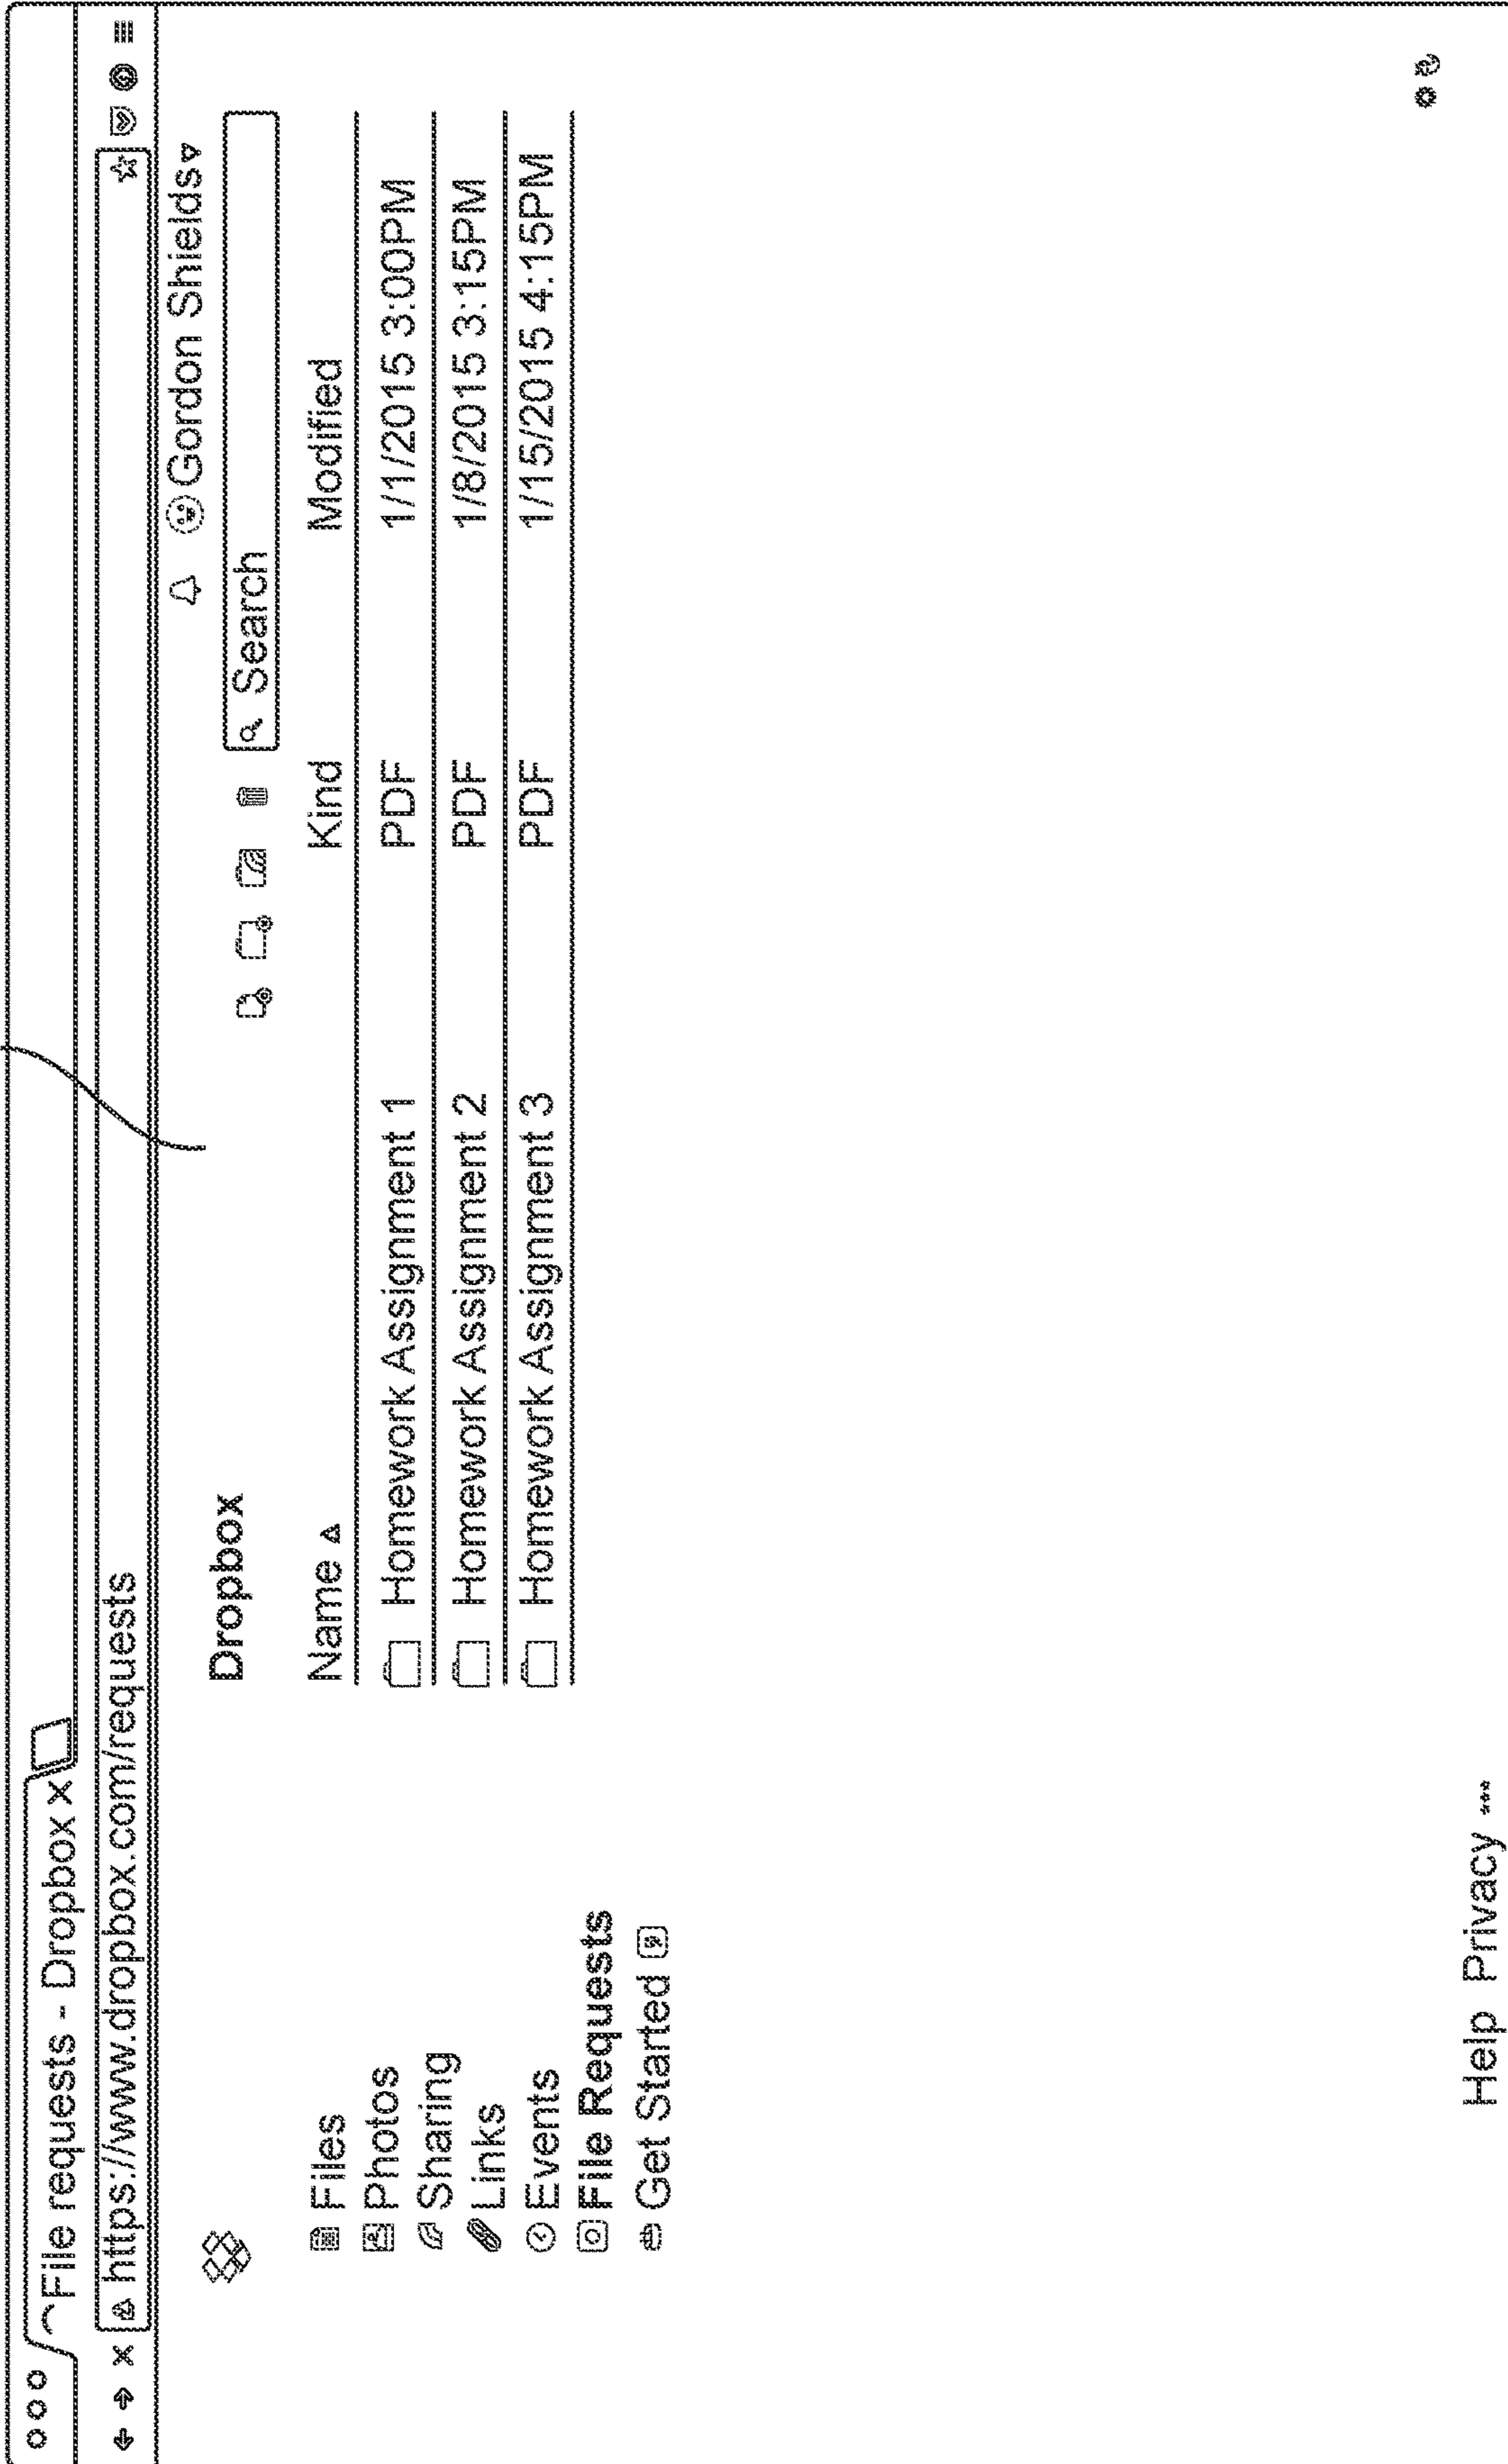 File requests - Dropbox X
https://www.dropbox.com/requests
Gordon Shields
Dropbox
Search
Name Kind Modified
Homework Assignment 1 PDF 1/1/2015 3:00PM
Homework Assignment 2 PDF 1/8/2015 3:15PM
Homework Assignment 3 PDF 1/15/2015 4:15PM
Files
Photos
Sharing
Links
Events
File Requests
Get Started
Help Privacy